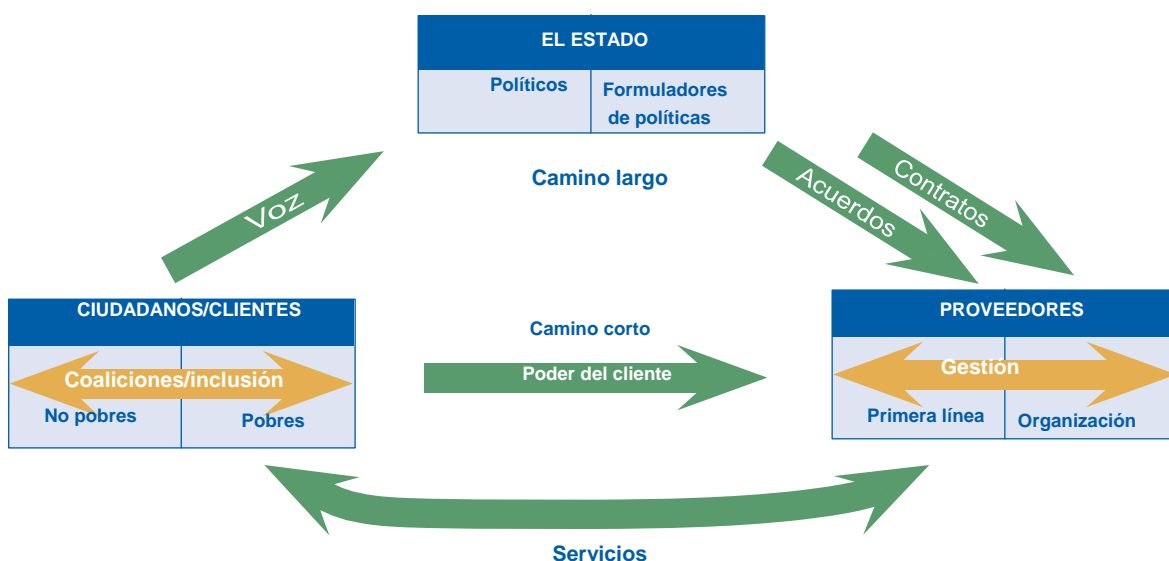 EL ESTADO
Políticos
Formuladores
de políticas
Camino largo
Voz
Acuerdos
Contratos
CIUDADANOS/CLIENTES
Coaliciones/inclusión
No pobres
Pobres
Camino corto
Poder del cliente
PROVEEDORES
Gestión
Primera línea
Organización
Servicios